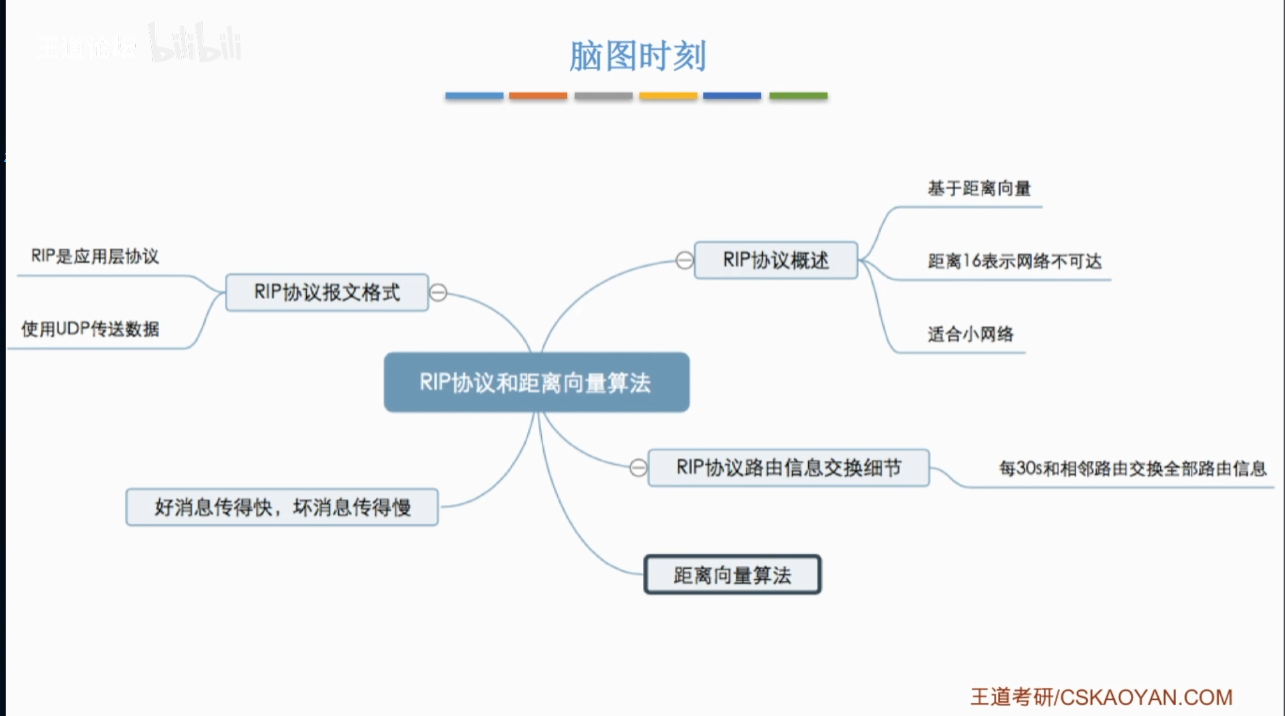 王道论坛 bilibili
脑图时刻
基于距离向量
RIP协议概述
距离16表示网络不可达
适合小网络
RIP是应用层协议
RIP协议报文格式
使用UDP传送数据
RIP协议和距离向量算法
RIP协议路由信息交换细节
每30s和相邻路由交换全部路由信息
好消息传得快，坏消息传得慢
距离向量算法
王道考研/CSKAOYAN.COM